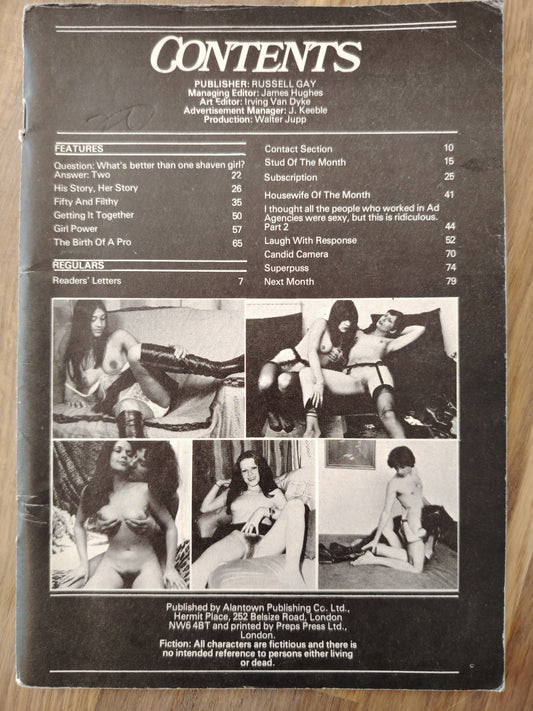 CONTENTS
PUBLISHER: RUSSELL GAY
Managing Editor: James Hughes
Art Editor: Irving Van Dyke
Advertisement Manager: J. Keeble
Production: Walter Jupp
FEATURES
Question: What's better than one shaven girl?
Answer: Two 22
His Story, Her Story 26
Fifty And Filthy 35
Getting It Together 50
Girl Power 57
The Birth Of A Pro 65
REGULARS
Readers' Letters 7
Contact Section 10
Stud Of The Month 15
Subscription 25
Housewife Of The Month 41
I thought all the people who worked in Ad
Agencies were sexy, but this is ridiculous.
Part 2 44
Laugh With Response 52
Candid Camera 70
Superpuss 74
Next Month 79
Published by Alantown Publishing Co. Ltd.,
Hermit Place, 252 Belsize Road, London
NW6 4BT and printed by Preps Press Ltd.,
London.
Fiction: All characters are fictitious and there is
no intended reference to persons either living
or dead.